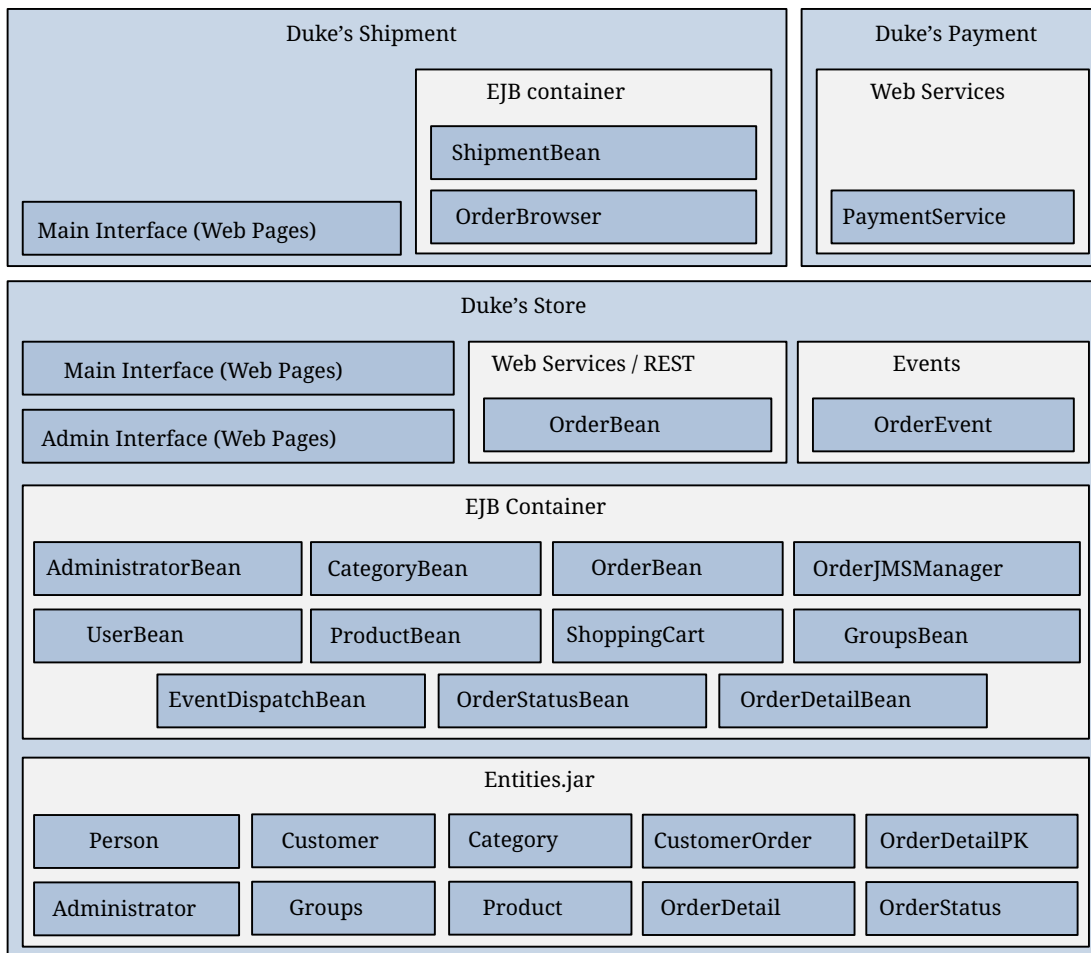 Duke’s Shipment
EJB container
ShipmentBean
OrderBrowser
Main Interface (Web Pages)
Duke’s Payment
Web Services
PaymentService
Duke’s Store
Main Interface (Web Pages)
Admin Interface (Web Pages)
Web Services / REST
OrderBean
Events
OrderEvent
EJB Container
AdministratorBean
CategoryBean
OrderBean
OrderJMSManager
UserBean
ProductBean
ShoppingCart
GroupsBean
EventDispatchBean
OrderStatusBean
OrderDetailBean
Entities.jar
Person
Customer
Category
CustomerOrder
OrderDetailPK
Administrator
Groups
Product
OrderDetail
OrderStatus